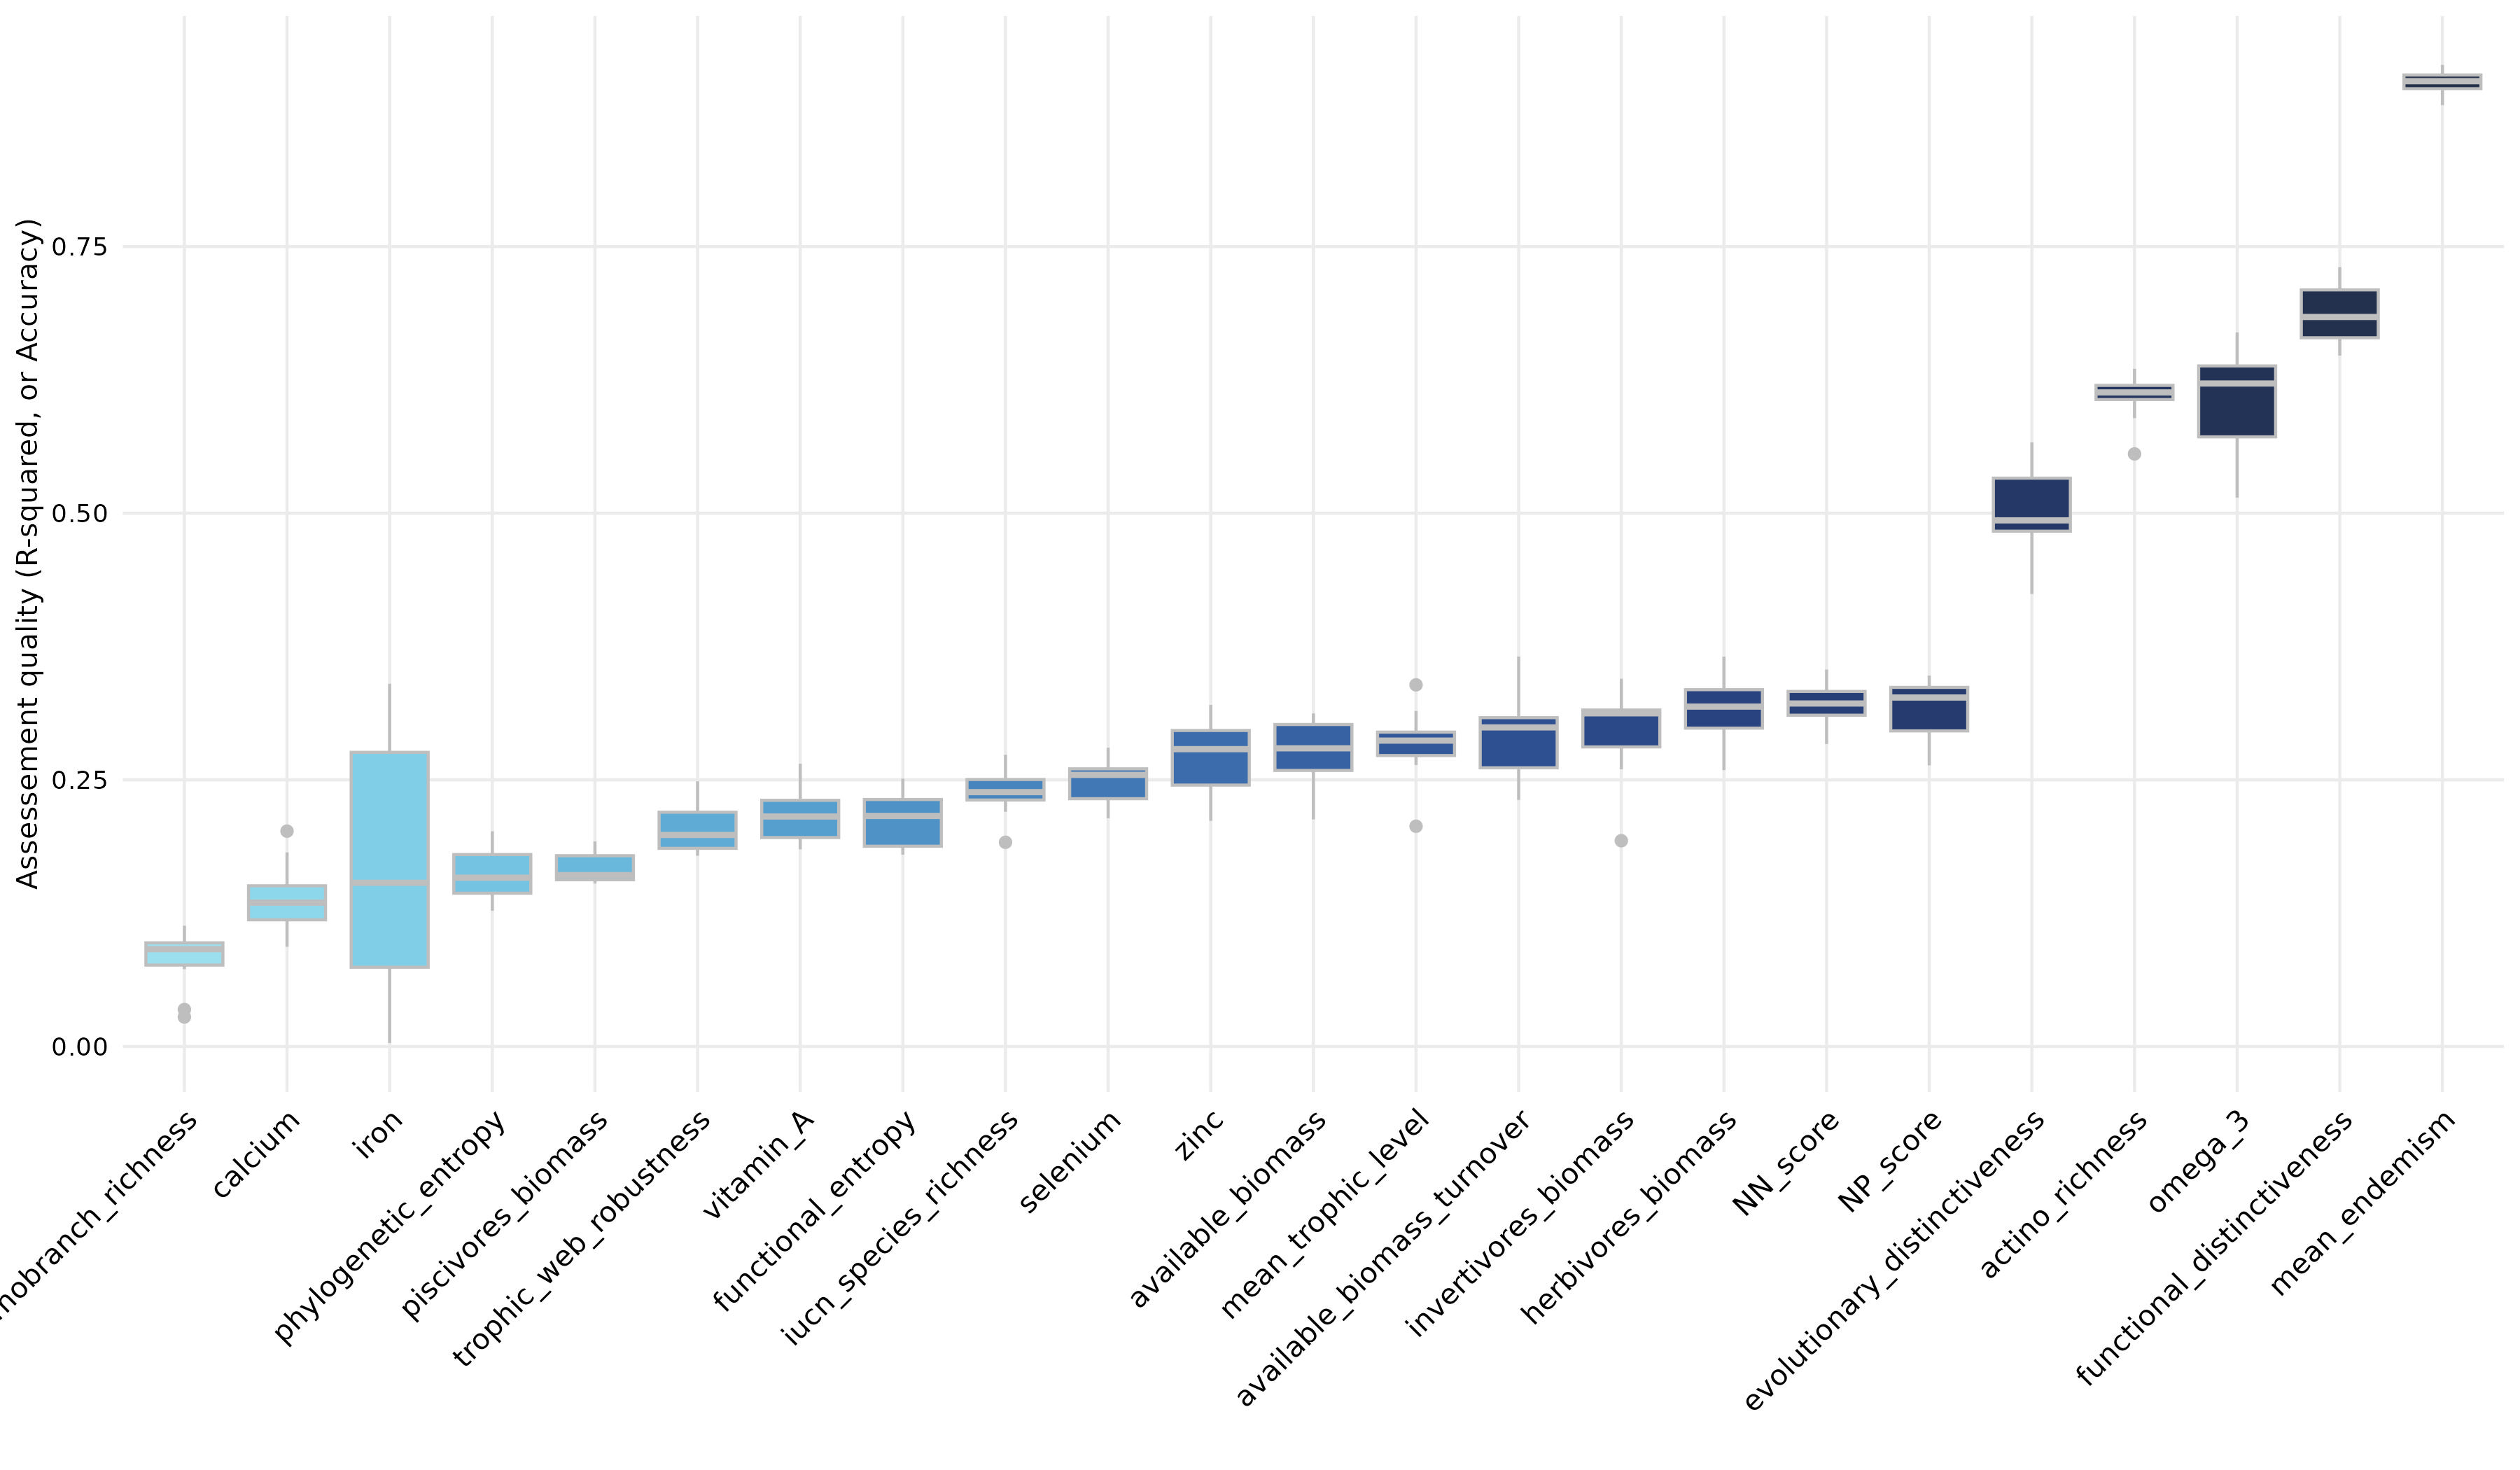 Assessement quality (R-squared, or Accuracy)
0.75
0.50
0.25
0.00
nobranch_richness
calcium
iron
phylogenetic_entropy
piscivores_biomass
trophic_web_robustness
vitamin_A
functional_entropy
iucn_species_richness
selenium
zinc
available_biomass
mean_trophic_level
available_biomass_turnover
invertivores_biomass
herbivores_biomass
NN_score
NP_score
evolutionary_distinctiveness
actino_richness
omega_3
functional_distinctiveness
mean_endemism